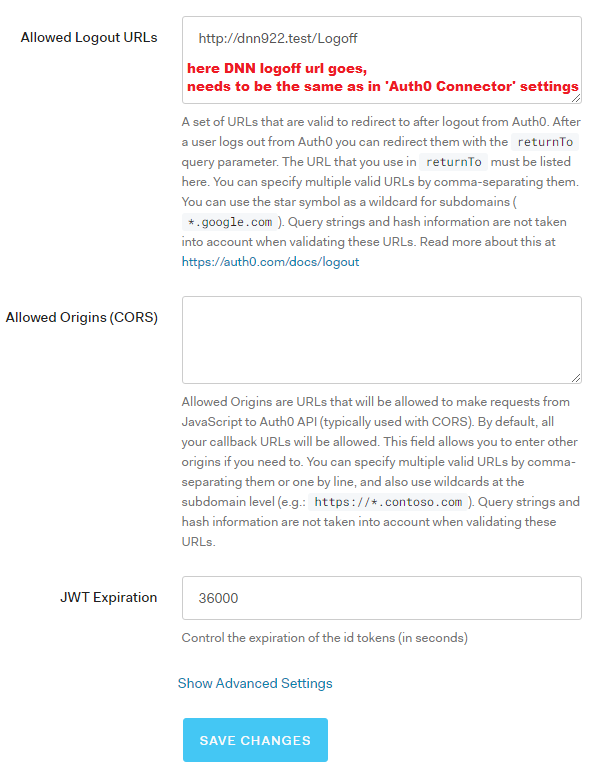 Allowed Logout URLs
http://dnn922.test/Logoff
here DNN logoff url goes,
needs to be the same as in 'Auth0 Connector' settings
A set of URLs that are valid to redirect to after logout from Auth0. After
a user logs out from Auth0 you can redirect them with the returnTo
query parameter. The URL that you use in returnTo must be listed
here. You can specify multiple valid URLs by comma-separating them.
You can use the star symbol as a wildcard for subdomains (
*.google.com ). Query strings and hash information are not taken
into account when validating these URLs. Read more about this at
https://auth0.com/docs/logout
Allowed Origins (CORS)
Allowed Origins are URLs that will be allowed to make requests from
JavaScript to Auth0 API (typically used with CORS). By default, all
your callback URLs will be allowed. This field allows you to enter other
origins if you need to. You can specify multiple valid URLs by comma-
separating them or one by line, and also use wildcards at the
subdomain level (e.g.: https://*.contoso.com ). Query strings and
hash information are not taken into account when validating these
URLs.
JWT Expiration
36000
Control the expiration of the id tokens (in seconds)
Show Advanced Settings
SAVE CHANGES